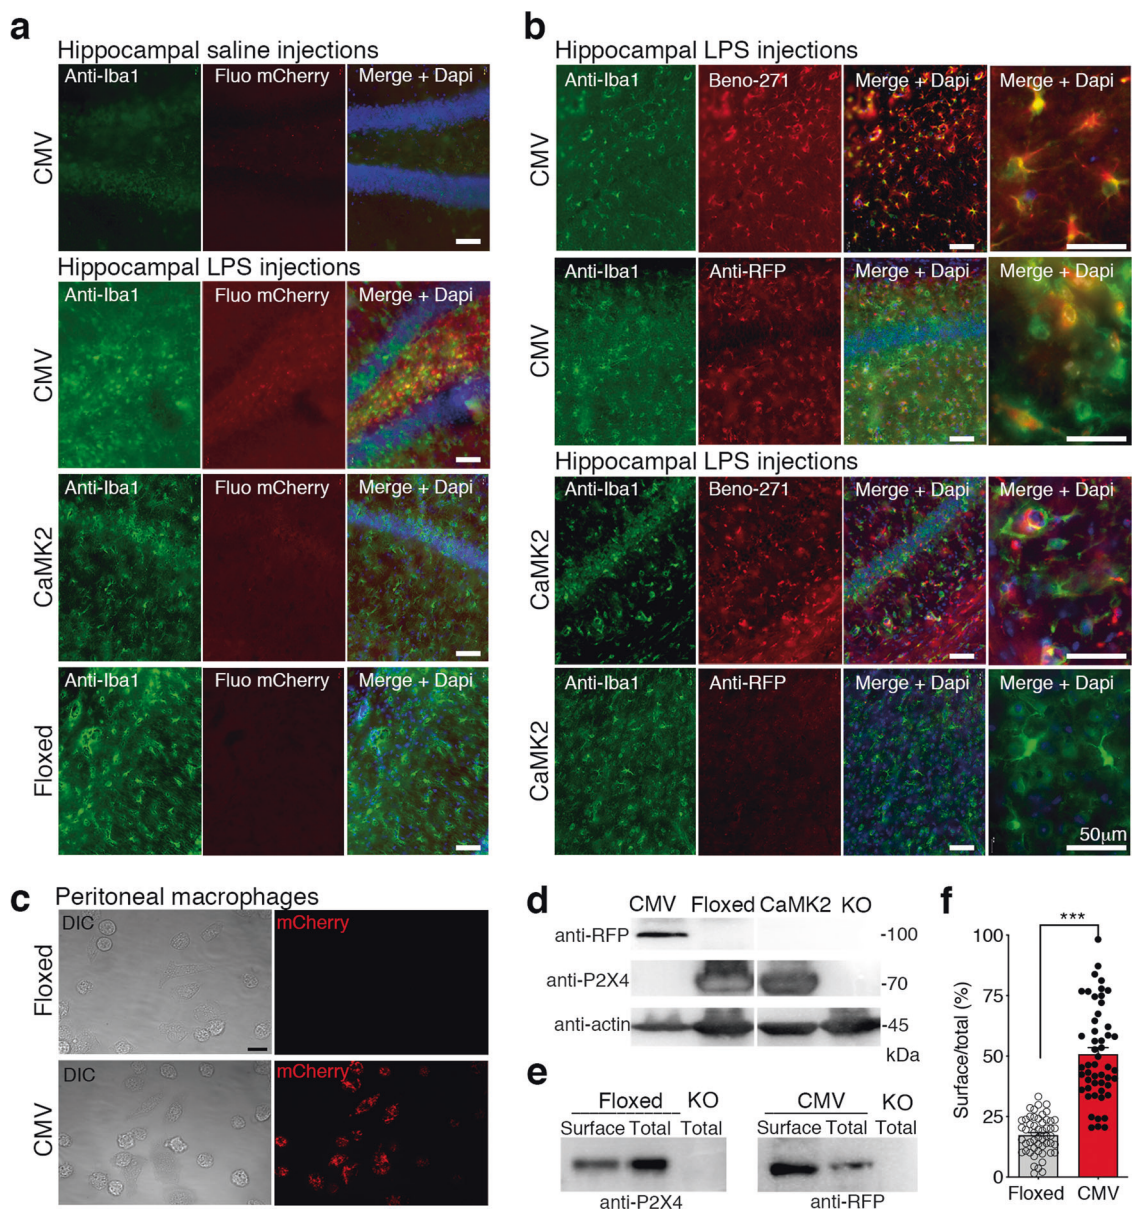 a
Hippocampal saline injections
Anti-Iba1 Fluo mCherry Merge + Dapi
CMV
Hippocampal LPS injections
Anti-Iba1 Fluo mCherry Merge + Dapi
CMV
Anti-Iba1 Fluo mCherry Merge + Dapi
CaMK2
Anti-Iba1 Fluo mCherry Merge + Dapi
Floxed
b
Hippocampal LPS injections
Anti-Iba1 Beno-271 Merge + Dapi Merge + Dapi
CMV
Anti-Iba1 Anti-RFP Merge + Dapi Merge + Dapi
CMV
Hippocampal LPS injections
Anti-Iba1 Beno-271 Merge + Dapi Merge + Dapi
CaMK2
Anti-Iba1 Anti-RFP Merge + Dapi Merge + Dapi
CaMK2
50µm
c
Peritoneal macrophages
DIC mCherry
Floxed
DIC mCherry
CMV
d
CMV Floxed CaMK2 KO
anti-RFP -100
anti-P2X4 -70
anti-actin -45
kDa
e
Floxed KO CMV KO
Surface Total Total Surface Total Total
anti-P2X4 anti-RFP
f
***
100
75
50
25
0
Surface/total (%)
Floxed CMV